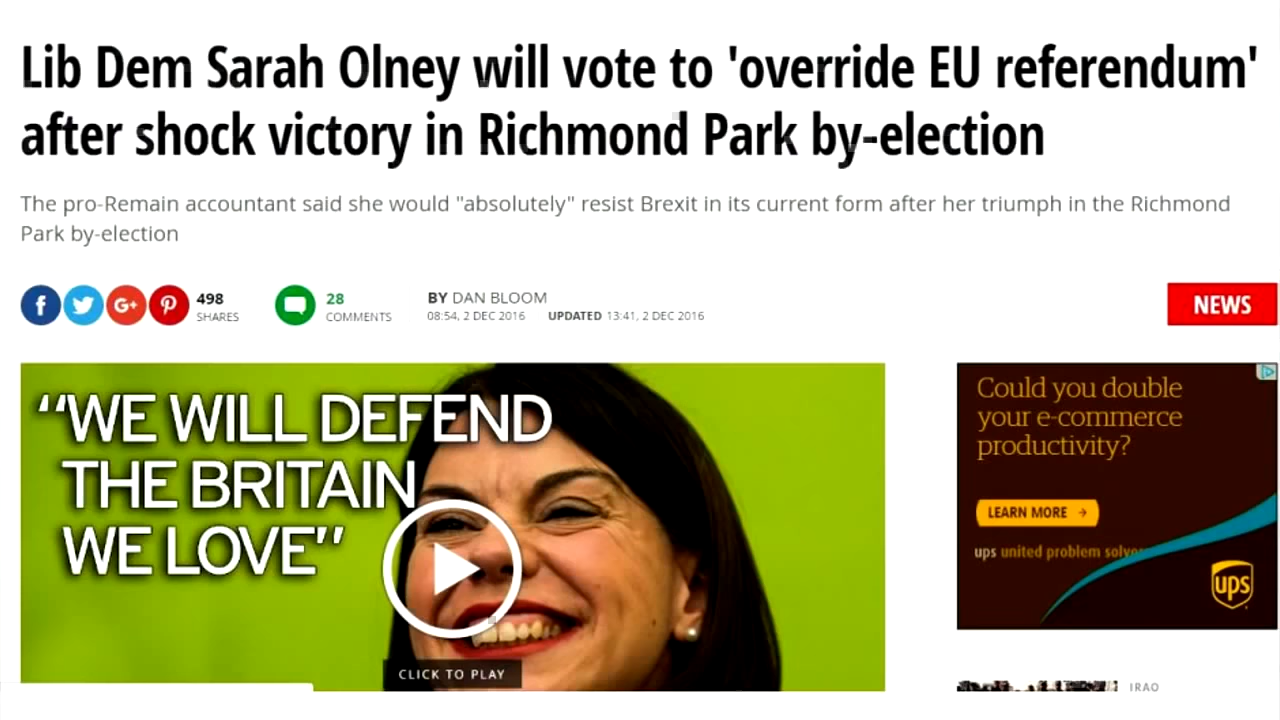 Lib Dem Sarah Olney will vote to 'override EU referendum'
after shock victory in Richmond Park by-election
The pro-Remain accountant said she would "absolutely" resist Brexit in its current form after her triumph in the Richmond
Park by-election
498
SHARES
28
COMMENTS
BY DAN BLOOM
08:54, 2 DEC 2016 UPDATED 13:41, 2 DEC 2016
NEWS
“WE WILL DEFEND
THE BRITAIN
WE LOVE”
CLICK TO PLAY
Could you double
your e-commerce
productivity?
LEARN MORE
ups united problem
ups
IRAQ